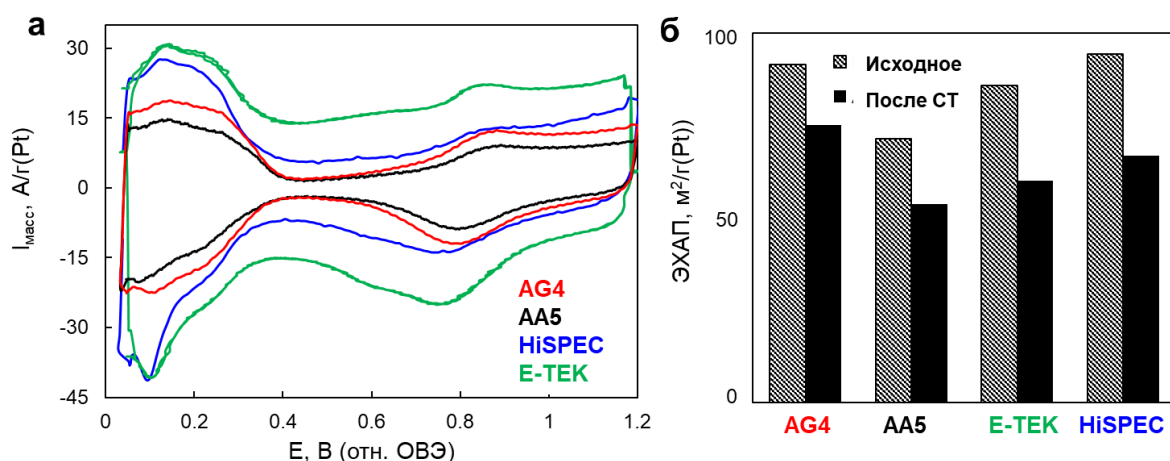 а
30
15
0
-15
-30
-45
Iмасс, А/г(Pt)
0
0.2
0.4
0.6
0.8
1
1.2
E, В (отн. ОВЭ)
AG4
AA5
HiSPEC
E-TEK
б
100
50
0
ЭХАП, м²/г(Pt))
Исходное
После СТ
AG4
AA5
E-TEK
HiSPEC